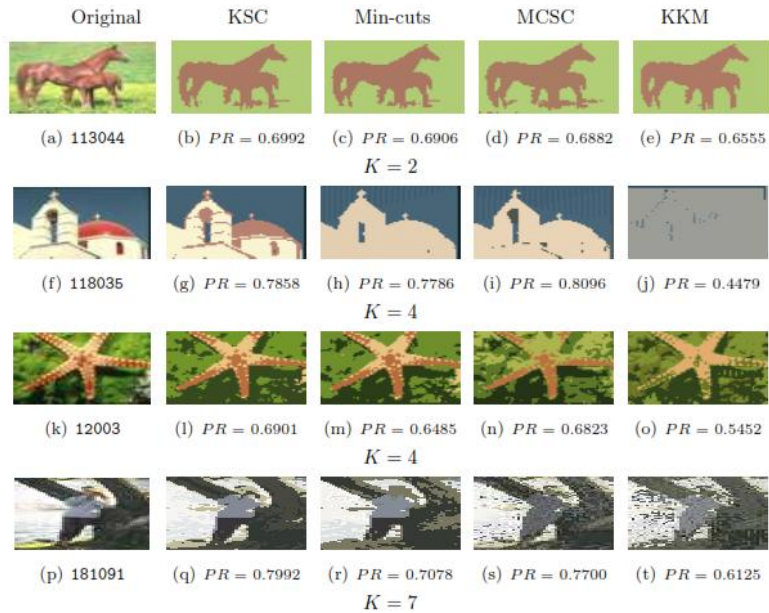 Original KSC Min-cuts MCSC KKM
(a) 113044 (b) PR = 0.6992 (c) PR = 0.6906 (d) PR = 0.6882 (e) PR = 0.6555
K = 2
(f) 118035 (g) PR = 0.7858 (h) PR = 0.7786 (i) PR = 0.8096 (j) PR = 0.4479
K = 4
(k) 12003 (l) PR = 0.6901 (m) PR = 0.6485 (n) PR = 0.6823 (o) PR = 0.5452
K = 4
(p) 181091 (q) PR = 0.7992 (r) PR = 0.7078 (s) PR = 0.7700 (t) PR = 0.6125
K = 7